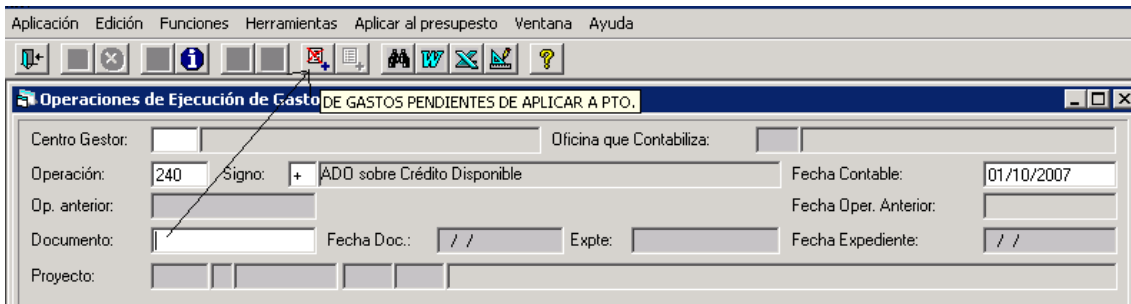 Aplicación Edición Funciones Herramientas Aplicar al presupesto Ventana Ayuda
Operaciones de Ejecución de Gasto DE GASTOS PENDIENTES DE APLICAR A PTO.
Centro Gestor: Oficina que Contabiliza:
Operación: 240 Signo: + ADO sobre Crédito Disponible Fecha Contable: 01/10/2007
Op. anterior: Fecha Oper. Anterior:
Documento: Fecha Doc.: / / Expte: Fecha Expediente: / /
Proyecto: